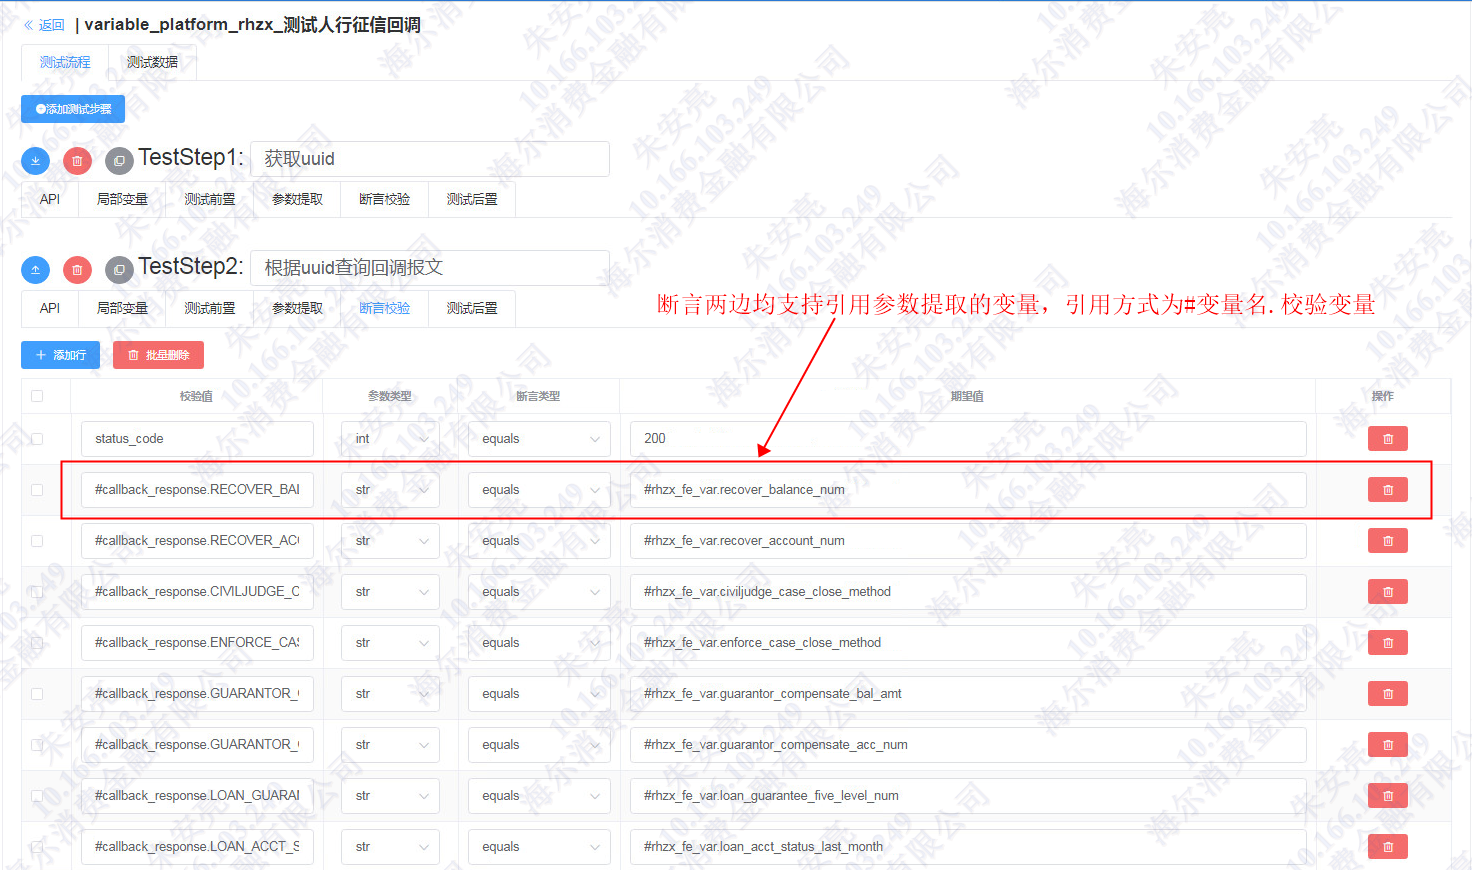 « 返回 | variable_platform_rhzx_测试人行征信回调
测试流程 测试数据
添加测试步骤
TestStep1: 获取uuid
API 局部变量 测试前置 参数提取 断言校验 测试后置
TestStep2: 根据uuid查询回调报文
API 局部变量 测试前置 参数提取 断言校验 测试后置
断言两边均支持引用参数提取的变量，引用方式为#变量名.校验变量
+ 添加行 批量删除
校验值 参数类型 断言类型 期望值 操作
status_code int equals 200
#callback_response.RECOVER_BAL str equals #rhzx_fe_var.recover_balance_num
#callback_response.RECOVER_ACC str equals #rhzx_fe_var.recover_account_num
#callback_response.CIVILJUDGE_C str equals #rhzx_fe_var.civiljudge_case_close_method
#callback_response.ENFORCE_CAS str equals #rhzx_fe_var.enforce_case_close_method
#callback_response.GUARANTOR_C str equals #rhzx_fe_var.guarantor_compensate_bal_amt
#callback_response.GUARANTOR_C str equals #rhzx_fe_var.guarantor_compensate_acc_num
#callback_response.LOAN_GUARAN str equals #rhzx_fe_var.loan_guarantee_five_level_num
#callback_response.LOAN_ACCT_S str equals #rhzx_fe_var.loan_acct_status_last_month
朱安亮
10.166.103.249
海尔消费金融有限公司